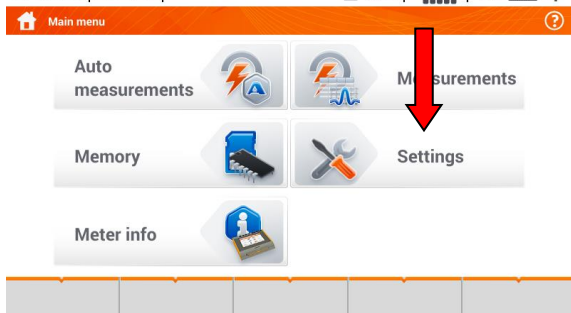 Main menu
?
Auto
measurements
A
Measurements
Memory
Settings
Meter info